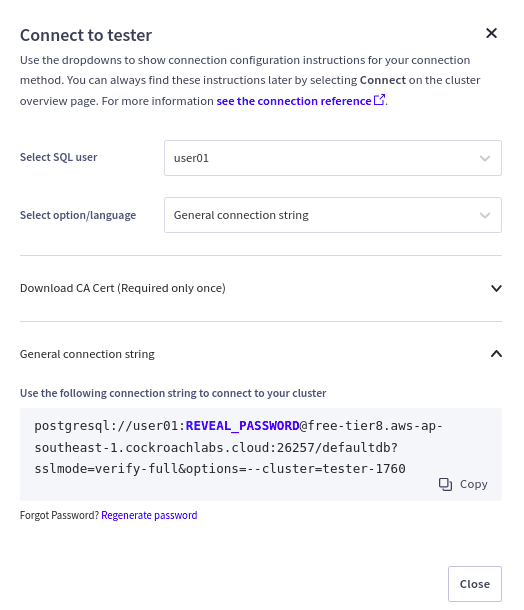 Connect to tester
Use the dropdowns to show connection configuration instructions for your connection
method. You can always find these instructions later by selecting Connect on the cluster
overview page. For more information see the connection reference.
Select SQL user
user01
Select option/language
General connection string
Download CA Cert (Required only once)
General connection string
Use the following connection string to connect to your cluster
postgresql://user01:REVEAL_PASSWORD@free-tier8.aws-ap-
southeast-1.cockroachlabs.cloud:26257/defaultdb?
sslmode=verify-full&options=--cluster=tester-1760
Copy
Forgot Password? Regenerate password
Close